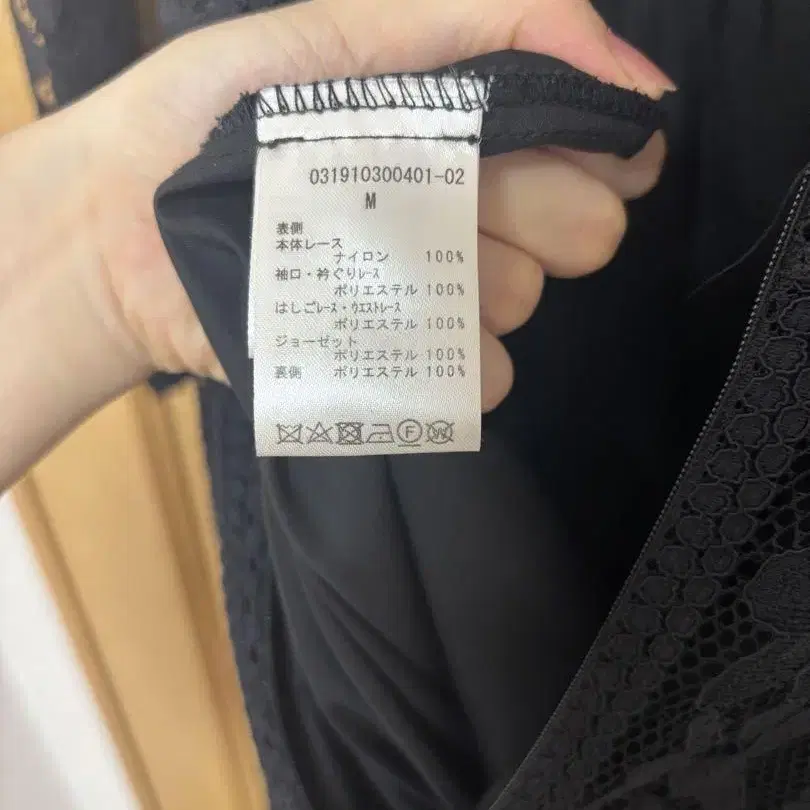 031910300401-02
M
表側
本体レース
ナイロン 100%
袖口・衿ぐりレース
ポリエステル 100%
はしごレース・ウエストレース
ポリエステル 100%
ジョーゼット
ポリエステル 100%
裏側 ポリエステル 100%
F W